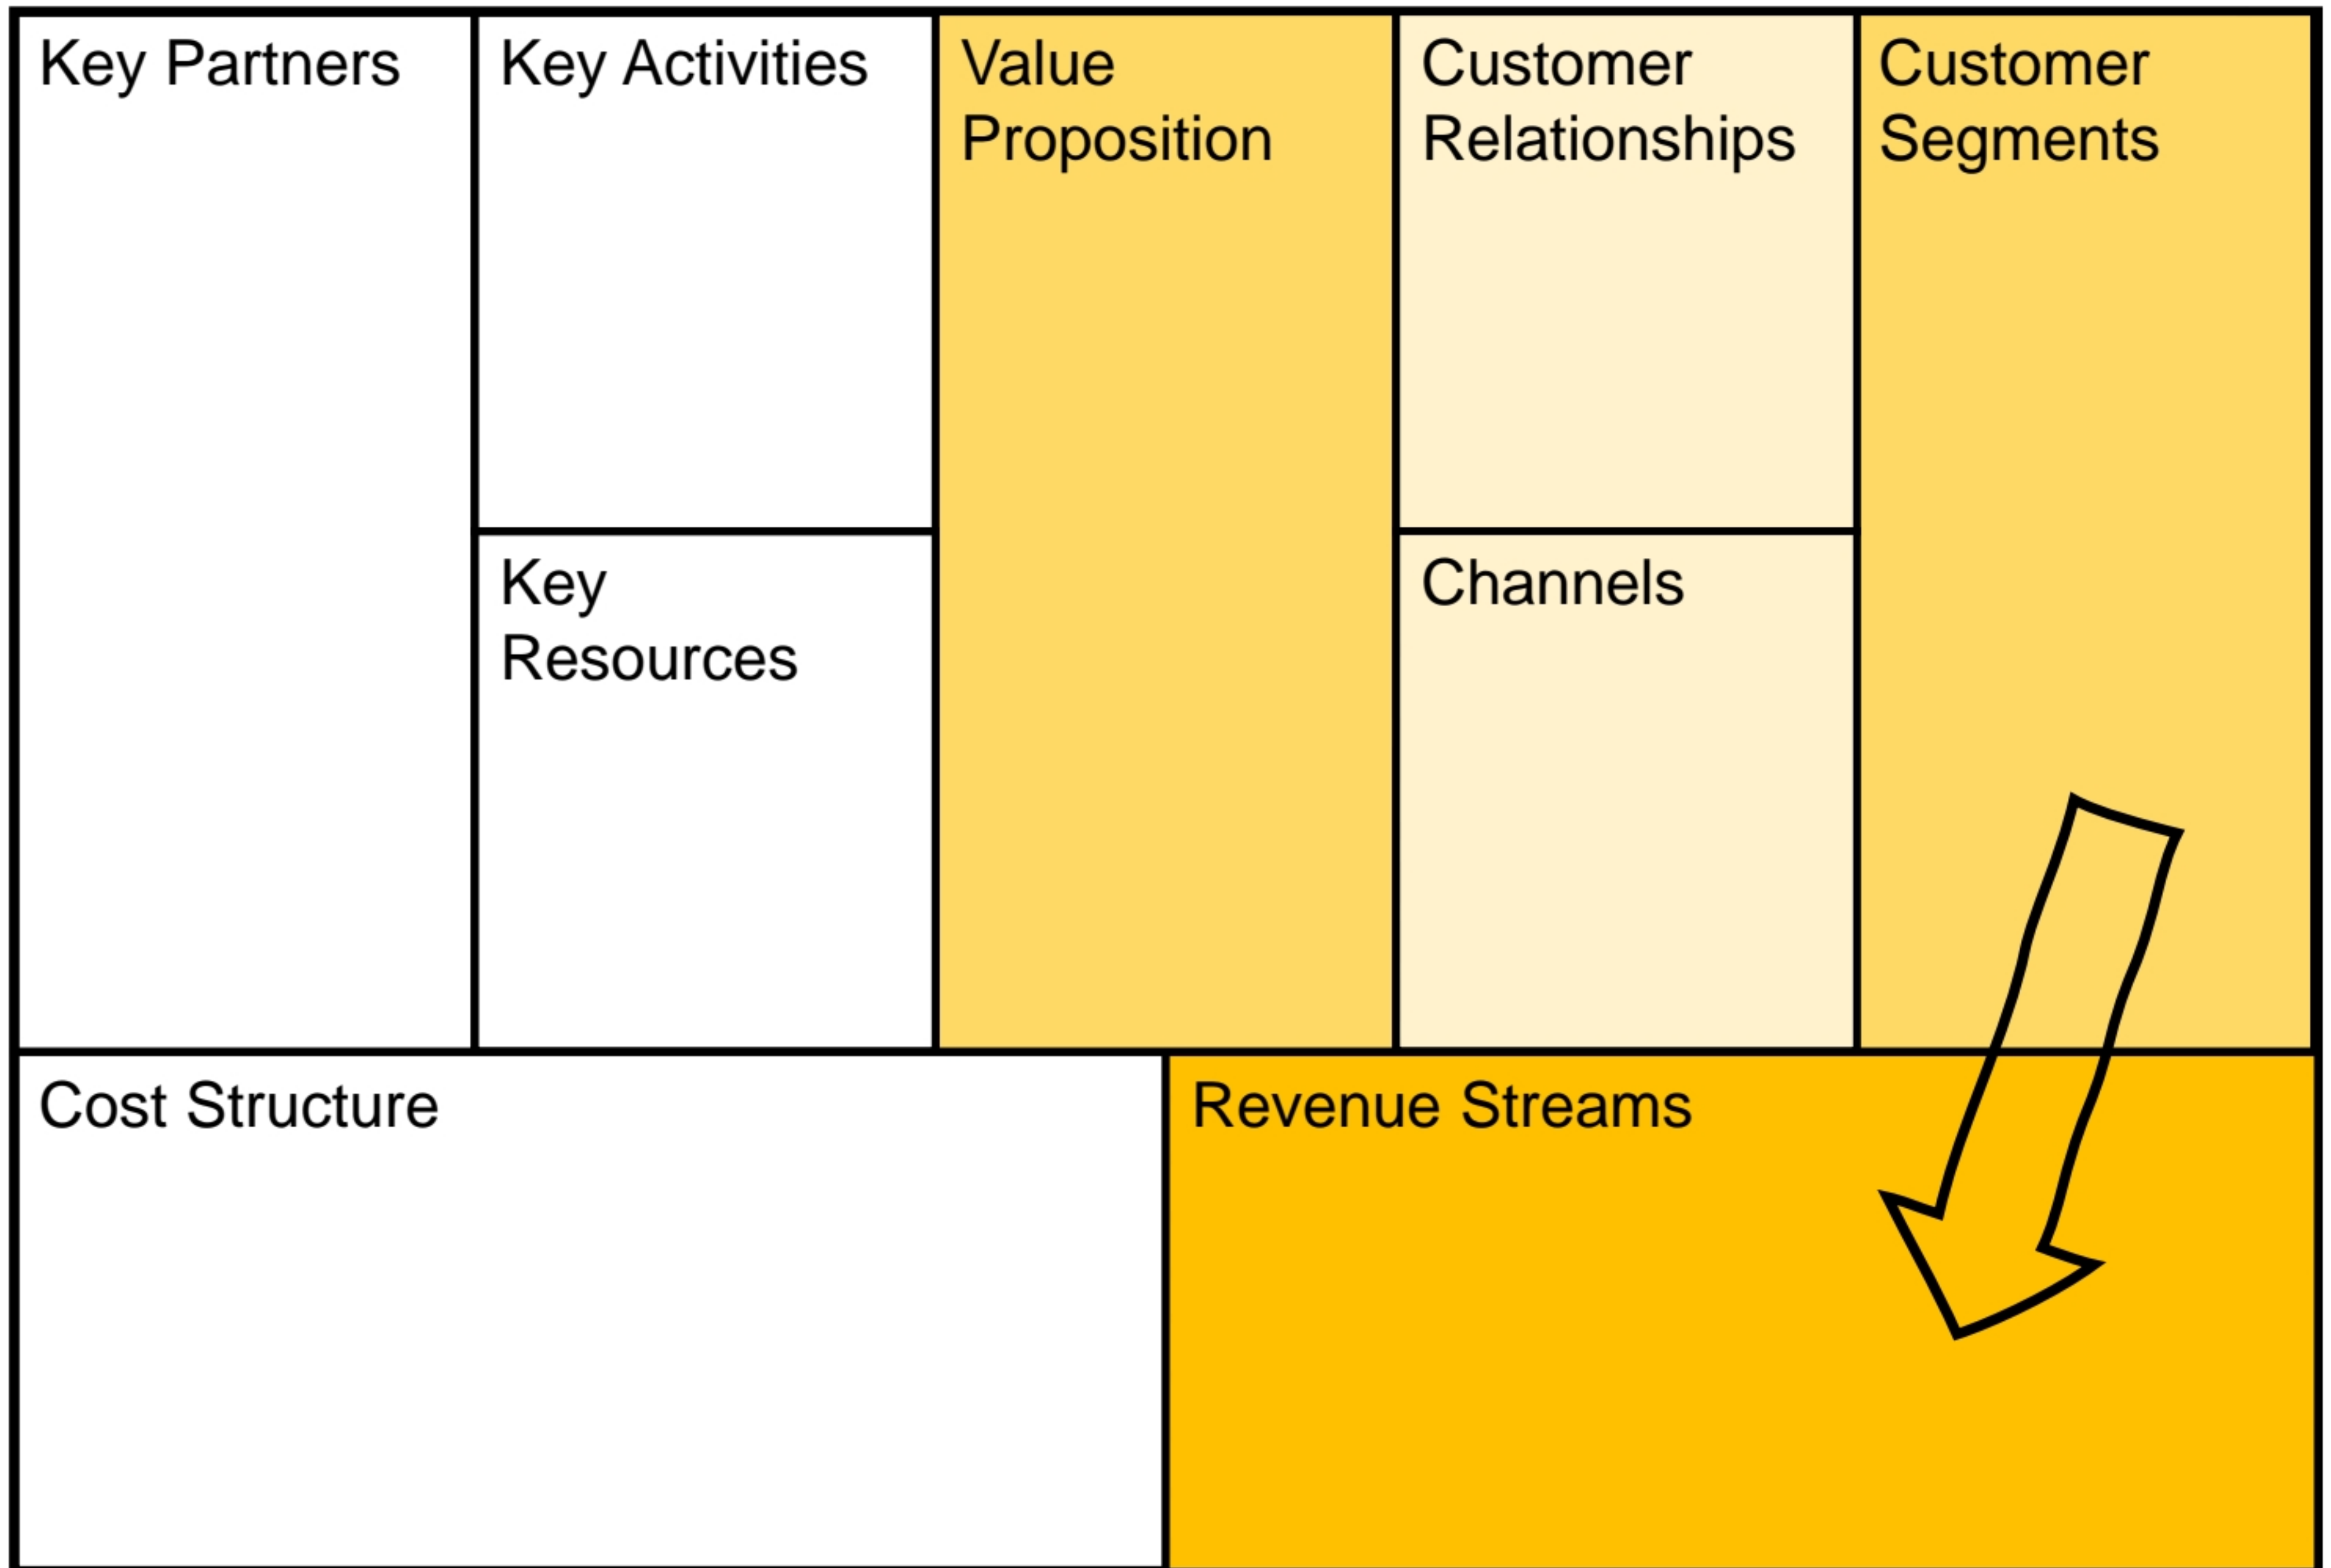 Key Partners
Key Activities
Value
Proposition
Customer
Relationships
Customer
Segments
Key
Resources
Channels
Cost Structure
Revenue Streams